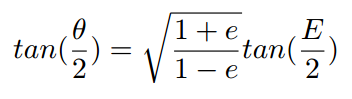 tan(θ/2) = √((1 + e)/(1 − e)) tan(E/2)